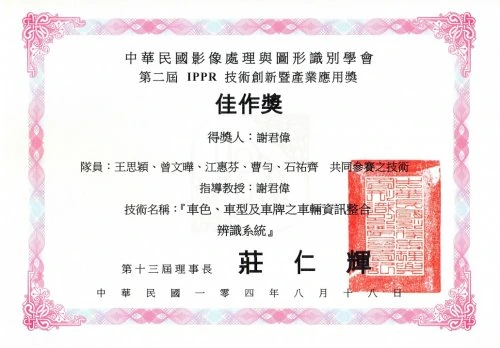 中華民國影像處理與圖形識別學會
第二屆 IPPR 技術創新暨產業應用獎
佳作獎
得獎人：謝君偉
隊員：王思穎、曾文曄、江惠芬、曹勻、石祐齊 共同參賽之技術
指導教授：謝君偉
技術名稱：『車色、車型及車牌之車輛資訊整合
辨識系統』
第十三屆理事長 莊仁輝
中華民國一零四年八月十八日